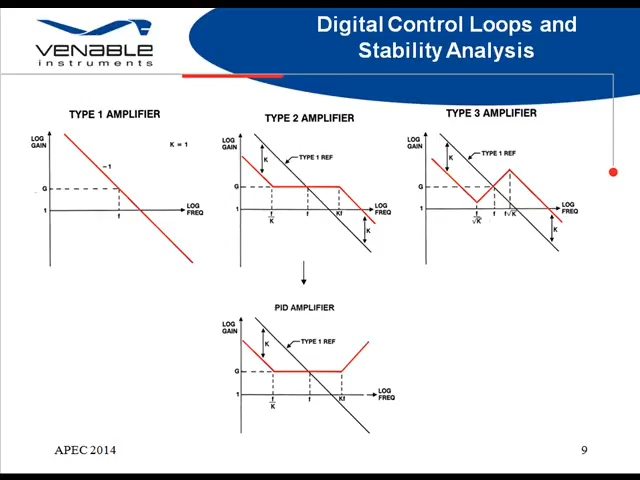 VENABLE
instruments
Digital Control Loops and
Stability Analysis
TYPE 1 AMPLIFIER
LOG
GAIN
K = 1
−1
G
LOG
FREQ
1
f
TYPE 2 AMPLIFIER
LOG
GAIN
K
TYPE 1 REF
G
LOG
FREQ
1
f
K
f
Kf
K
TYPE 3 AMPLIFIER
LOG
GAIN
K
TYPE 1 REF
G
LOG
FREQ
1
f
√K
f
f√K
K
PID AMPLIFIER
LOG
GAIN
K
TYPE 1 REF
G
LOG
FREQ
1
f
K
f
Kf
APEC 2014
9